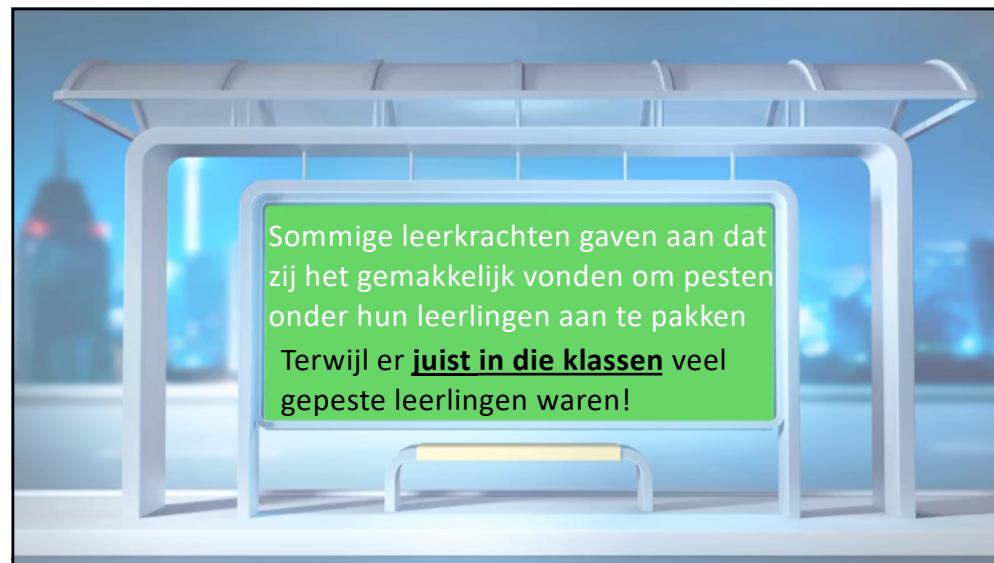 Sommige leerkrachten gaven aan dat
zij het gemakkelijk vonden om pesten
onder hun leerlingen aan te pakken
Terwijl er juist in die klassen veel
gepeste leerlingen waren!